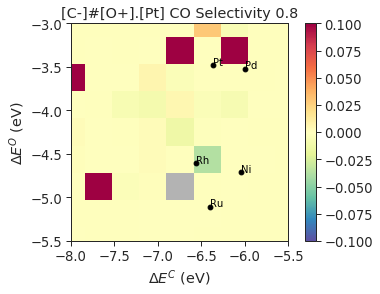 [C-]#[O+].[Pt] CO Selectivity 0.8
−3.0
−3.5
−4.0
−4.5
−5.0
−5.5
ΔE^O (eV)
Pt
Pd
Rh
Ni
Ru
−8.0 −7.5 −7.0 −6.5 −6.0 −5.5
ΔE^C (eV)
0.100
0.075
0.050
0.025
0.000
−0.025
−0.050
−0.075
−0.100